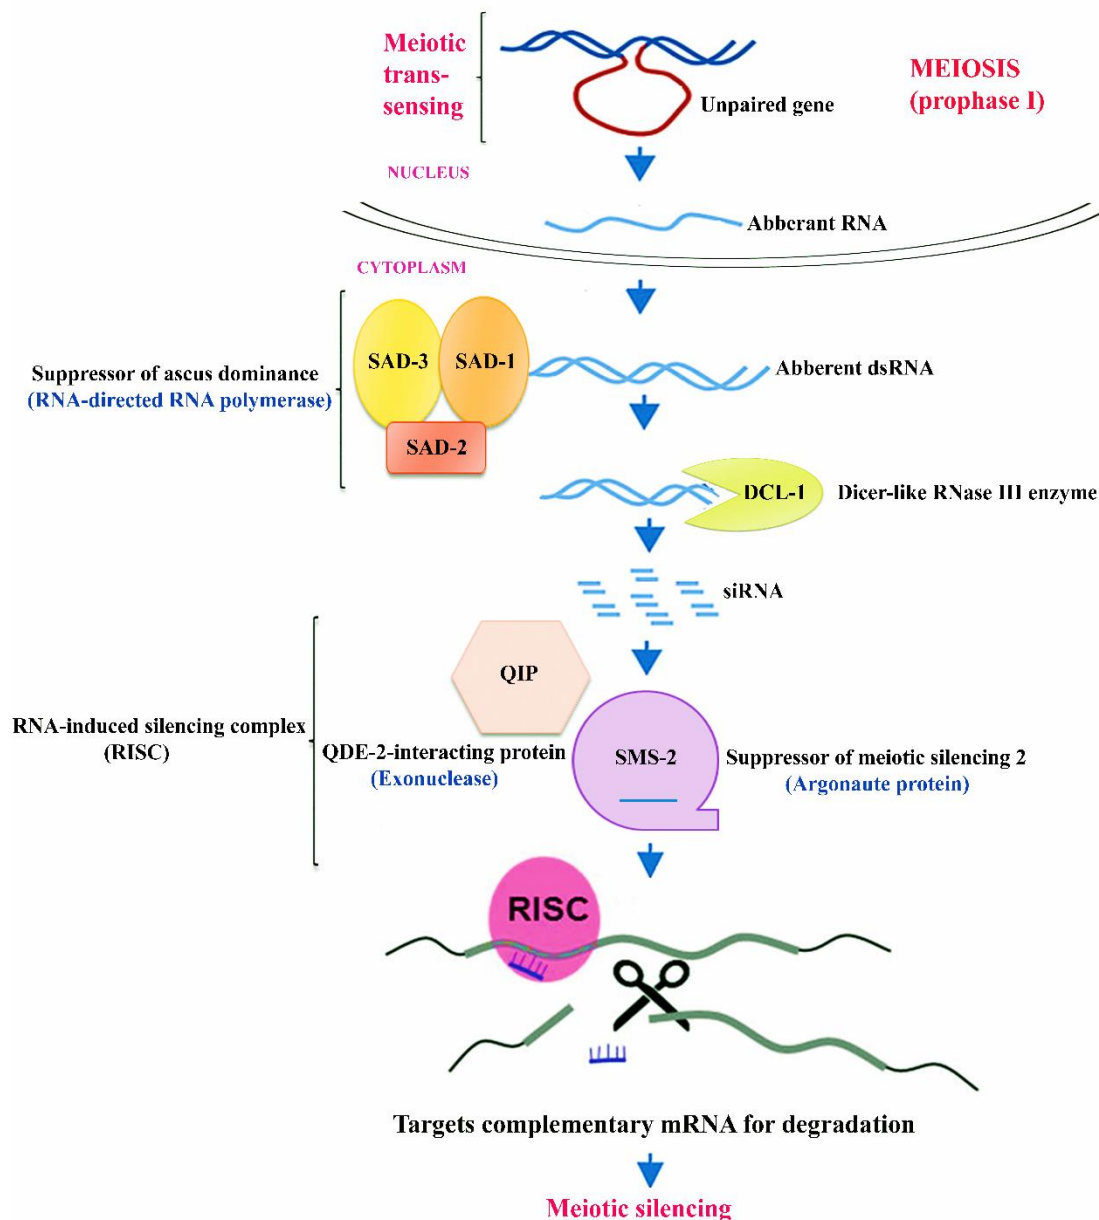 Meiotic
trans-
sensing
MEIOSIS
(prophase I)
Unpaired gene
NUCLEUS
Abberant RNA
CYTOPLASM
SAD-3
SAD-1
SAD-2
Suppressor of ascus dominance
(RNA-directed RNA polymerase)
Abberent dsRNA
DCL-1
Dicer-like RNase III enzyme
siRNA
QIP
RNA-induced silencing complex
(RISC)
QDE-2-interacting protein
(Exonuclease)
SMS-2
Suppressor of meiotic silencing 2
(Argonaute protein)
RISC
Targets complementary mRNA for degradation
Meiotic silencing